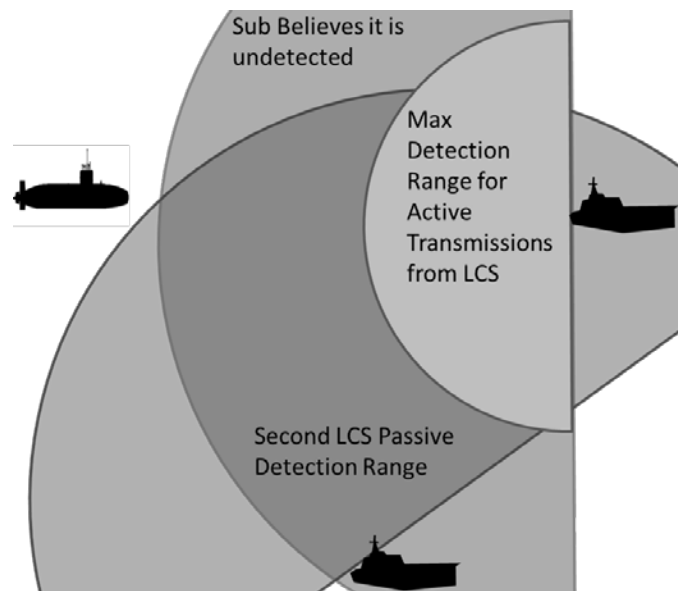 Sub Believes it is
undetected
Max
Detection
Range for
Active
Transmissions
from LCS
Second LCS Passive
Detection Range